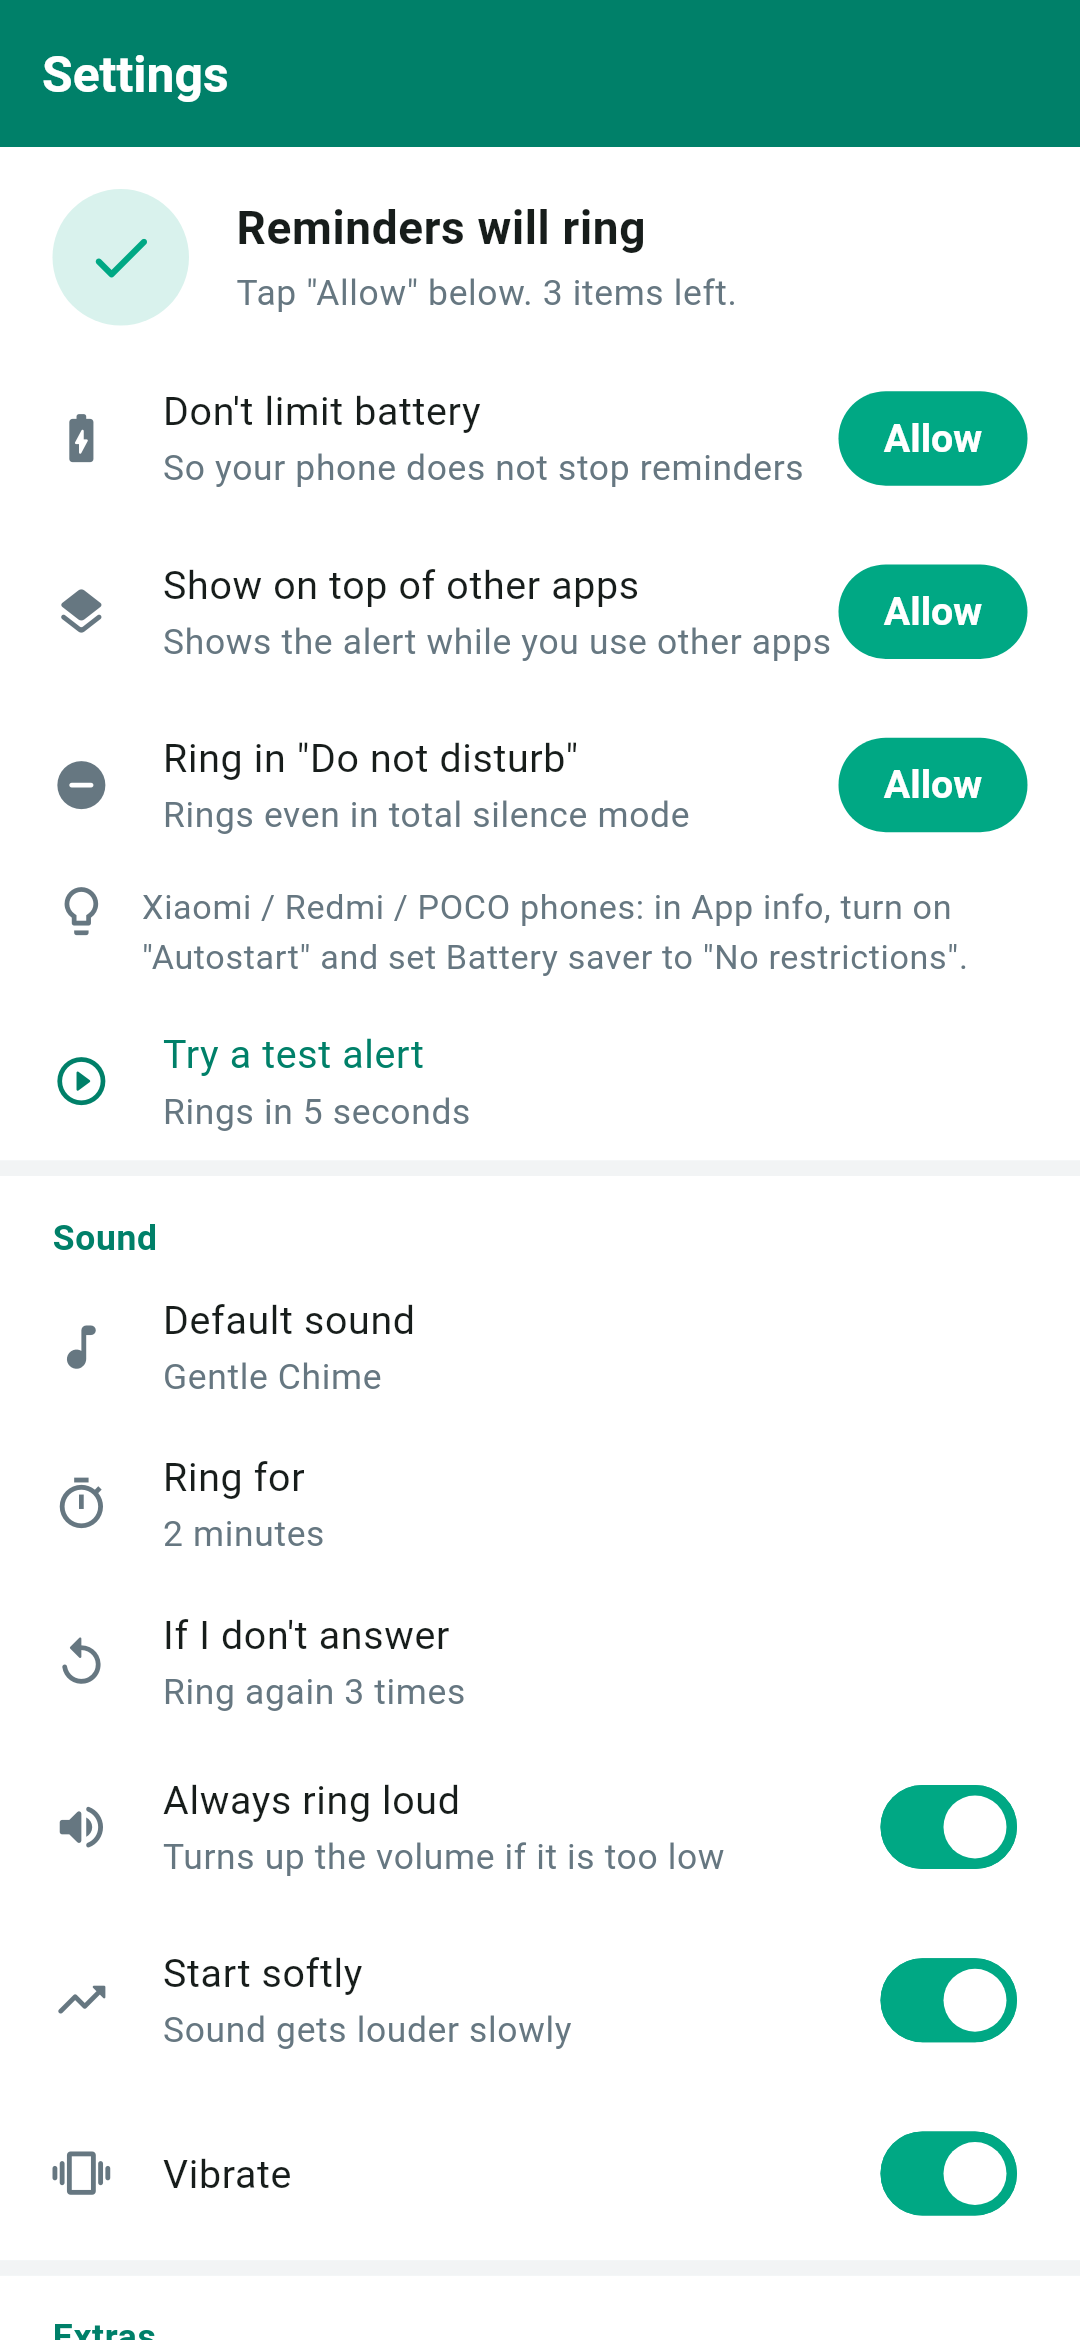 Settings
Reminders will ring
Tap "Allow" below. 3 items left.
Don't limit battery
So your phone does not stop reminders
Allow
Show on top of other apps
Shows the alert while you use other apps
Allow
Ring in "Do not disturb"
Rings even in total silence mode
Allow
Xiaomi / Redmi / POCO phones: in App info, turn on
"Autostart" and set Battery saver to "No restrictions".
Try a test alert
Rings in 5 seconds
Sound
Default sound
Gentle Chime
Ring for
2 minutes
If I don't answer
Ring again 3 times
Always ring loud
Turns up the volume if it is too low
Start softly
Sound gets louder slowly
Vibrate
Extras